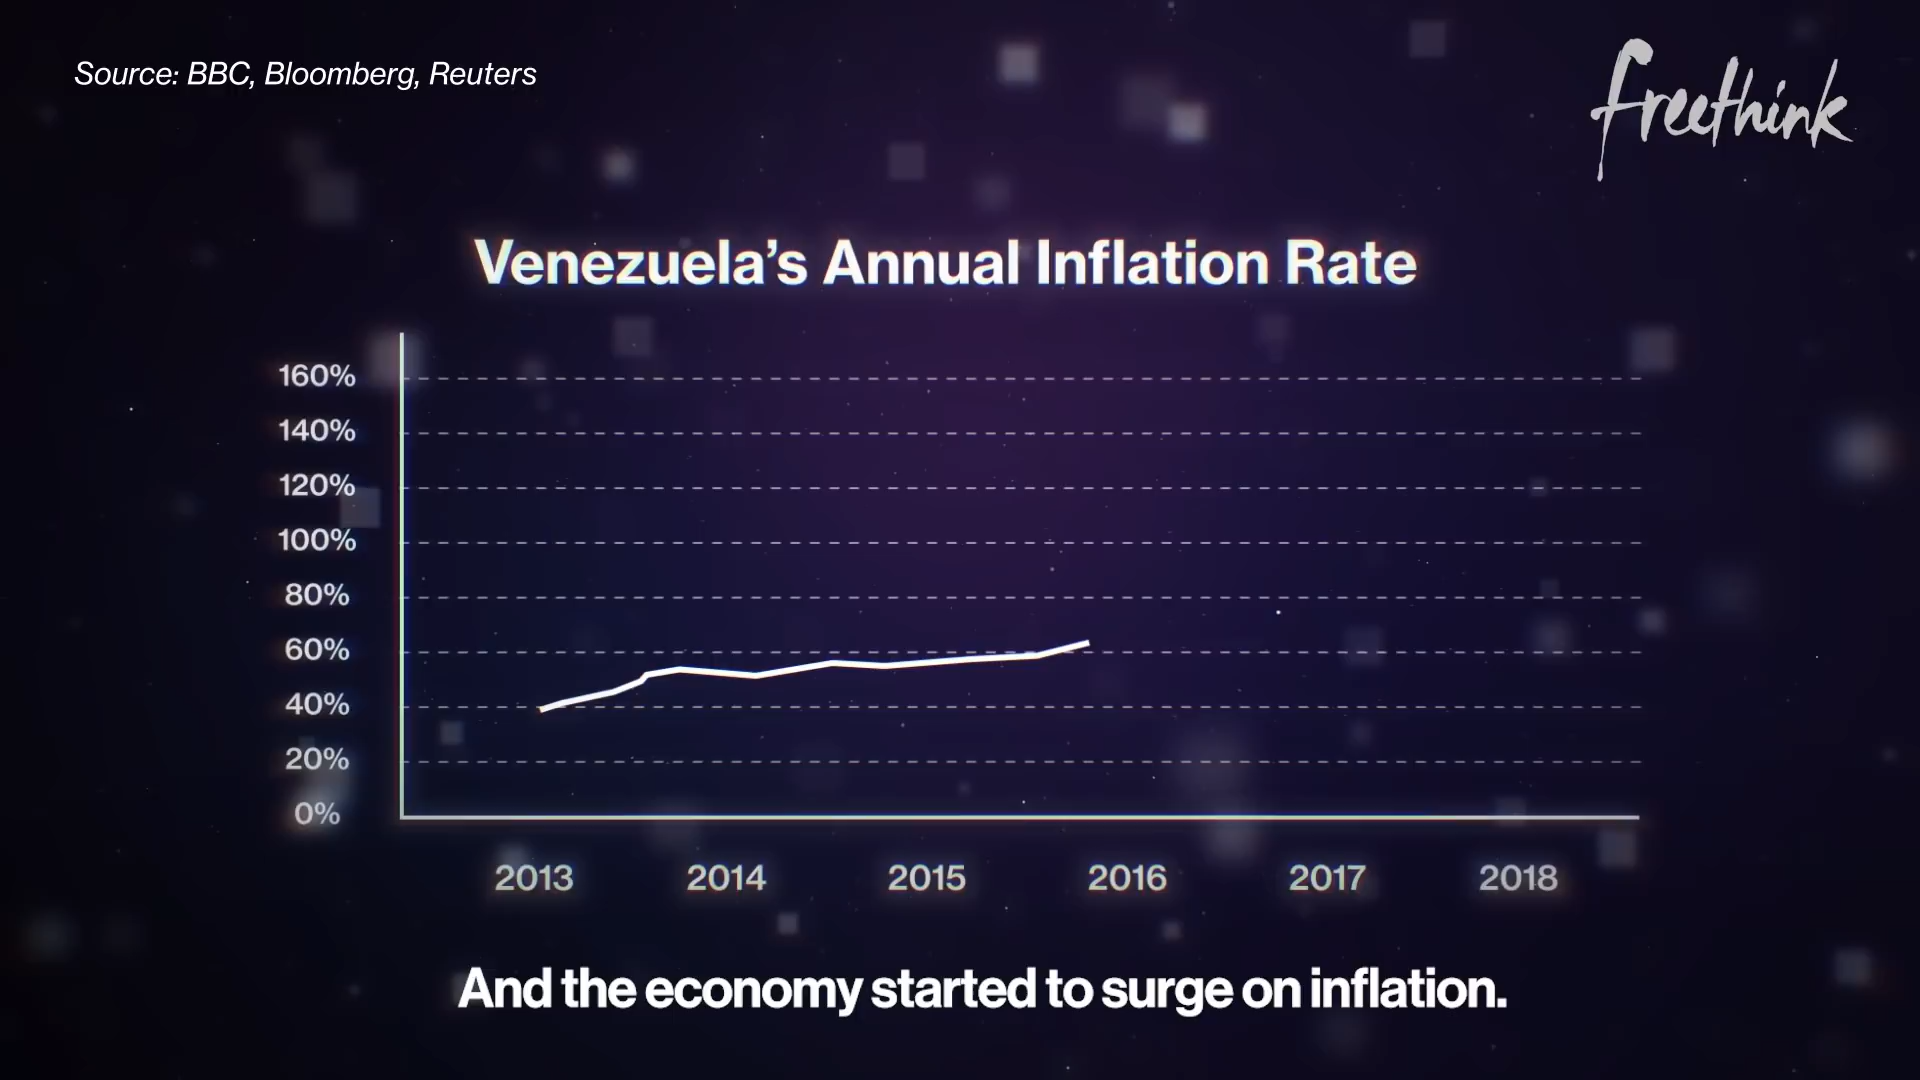 Source: BBC, Bloomberg, Reuters
freethink
Venezuela’s Annual Inflation Rate
160%
140%
120%
100%
80%
60%
40%
20%
0%
2013 2014 2015 2016 2017 2018
And the economy started to surge on inflation.